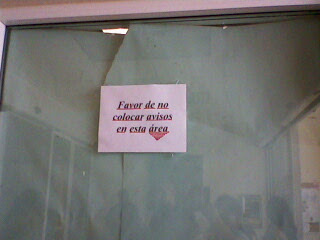 Favor de no
colocar avisos
en esta área